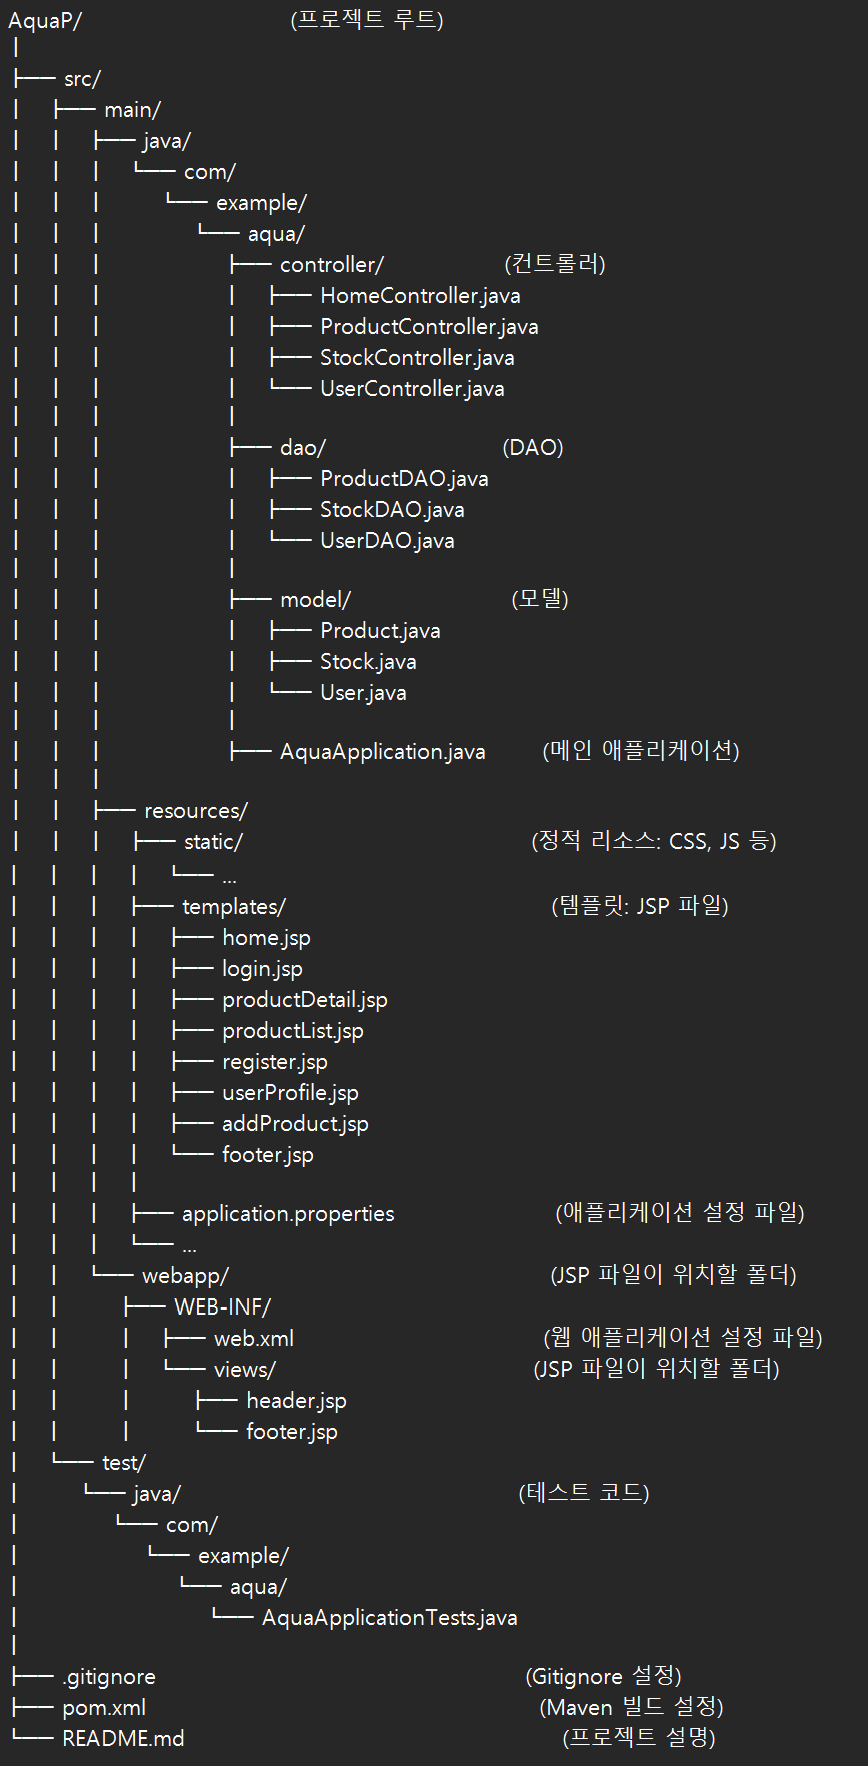 AquaP/ (프로젝트 루트)
│
├── src/
│ ├── main/
│ │ ├── java/
│ │ │ └── com/
│ │ │ └── example/
│ │ │ └── aqua/
│ │ │ ├── controller/ (컨트롤러)
│ │ │ │ ├── HomeController.java
│ │ │ │ ├── ProductController.java
│ │ │ │ ├── StockController.java
│ │ │ │ └── UserController.java
│ │ │ │
│ │ │ ├── dao/ (DAO)
│ │ │ │ ├── ProductDAO.java
│ │ │ │ ├── StockDAO.java
│ │ │ │ └── UserDAO.java
│ │ │ │
│ │ │ ├── model/ (모델)
│ │ │ │ ├── Product.java
│ │ │ │ ├── Stock.java
│ │ │ │ └── User.java
│ │ │ │
│ │ │ ├── AquaApplication.java (메인 애플리케이션)
│ │ │
│ │ ├── resources/
│ │ │ ├── static/ (정적 리소스: CSS, JS 등)
│ │ │ │ └── ...
│ │ │ ├── templates/ (템플릿: JSP 파일)
│ │ │ │ ├── home.jsp
│ │ │ │ ├── login.jsp
│ │ │ │ ├── productDetail.jsp
│ │ │ │ ├── productList.jsp
│ │ │ │ ├── register.jsp
│ │ │ │ ├── userProfile.jsp
│ │ │ │ ├── addProduct.jsp
│ │ │ │ └── footer.jsp
│ │ │ │
│ │ │ ├── application.properties (애플리케이션 설정 파일)
│ │ │ └── ...
│ │ └── webapp/ (JSP 파일이 위치할 폴더)
│ │ ├── WEB-INF/
│ │ │ ├── web.xml (웹 애플리케이션 설정 파일)
│ │ │ └── views/ (JSP 파일이 위치할 폴더)
│ │ │ ├── header.jsp
│ │ │ └── footer.jsp
│ └── test/
│ └── java/ (테스트 코드)
│ └── com/
│ └── example/
│ └── aqua/
│ └── AquaApplicationTests.java
│
├── .gitignore (Gitignore 설정)
├── pom.xml (Maven 빌드 설정)
└── README.md (프로젝트 설명)